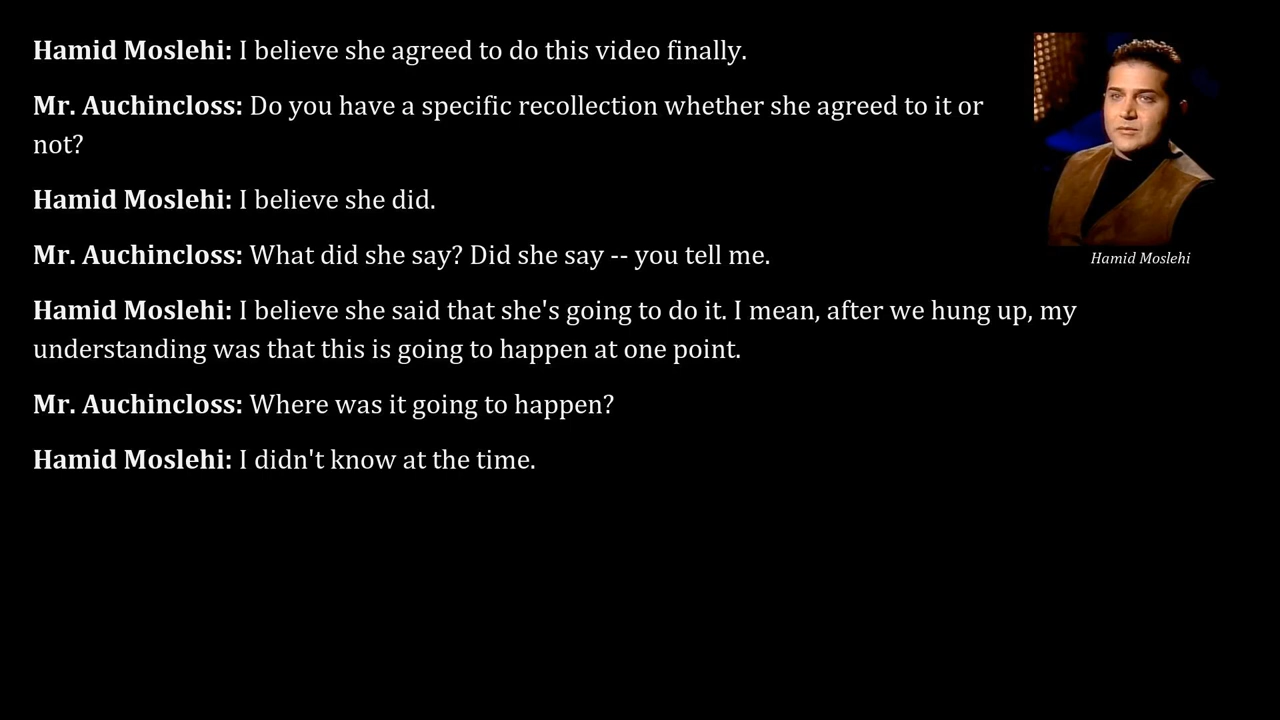 Hamid Moslehi: I believe she agreed to do this video finally.
Mr. Auchincloss: Do you have a specific recollection whether she agreed to it or
not?
Hamid Moslehi: I believe she did.
Mr. Auchincloss: What did she say? Did she say -- you tell me.
Hamid Moslehi
Hamid Moslehi: I believe she said that she's going to do it. I mean, after we hung up, my
understanding was that this is going to happen at one point.
Mr. Auchincloss: Where was it going to happen?
Hamid Moslehi: I didn't know at the time.